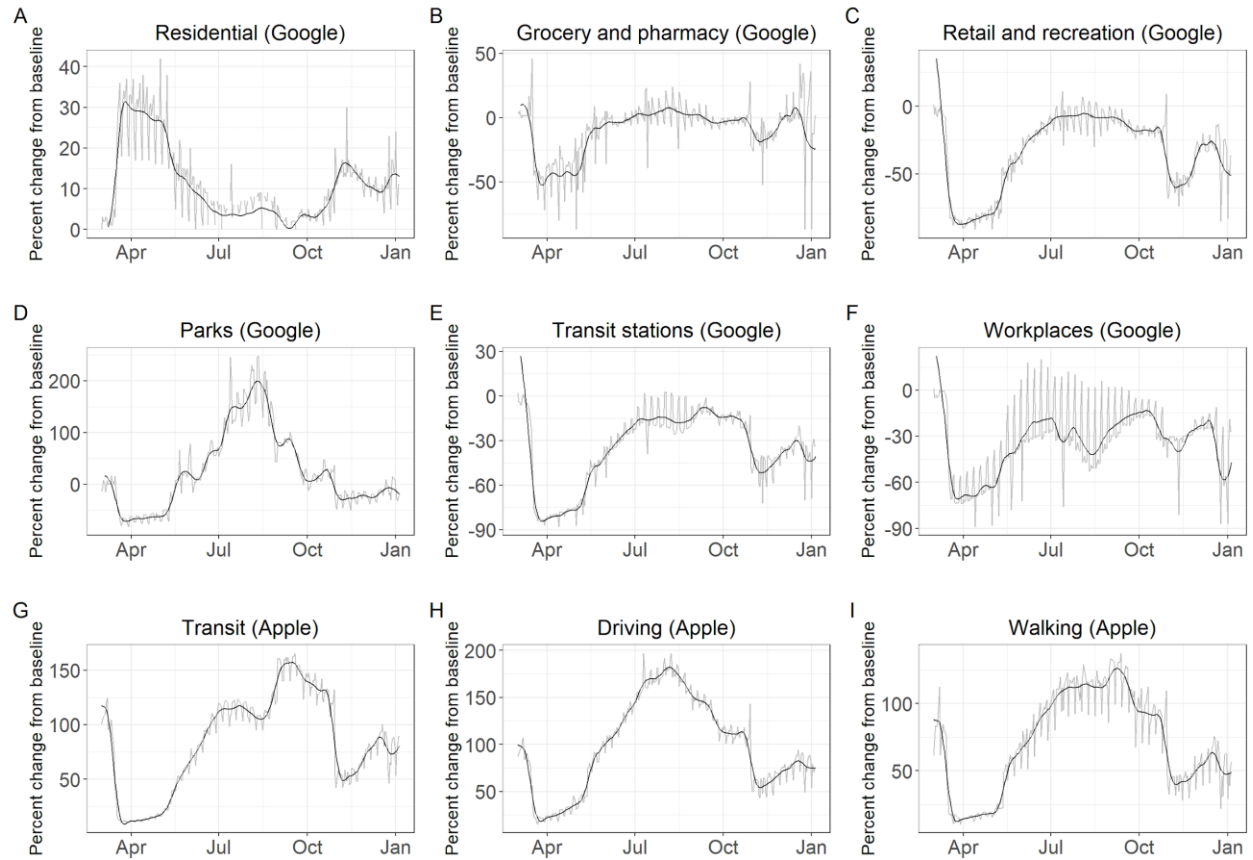 A
Residential (Google)
Percent change from baseline
40
30
20
10
0
Apr
Jul
Oct
Jan
B
Grocery and pharmacy (Google)
Percent change from baseline
50
0
-50
Apr
Jul
Oct
Jan
C
Retail and recreation (Google)
Percent change from baseline
0
-50
Apr
Jul
Oct
Jan
D
Parks (Google)
Percent change from baseline
200
100
0
Apr
Jul
Oct
Jan
E
Transit stations (Google)
Percent change from baseline
30
0
-30
-60
-90
Apr
Jul
Oct
Jan
F
Workplaces (Google)
Percent change from baseline
0
-30
-60
-90
Apr
Jul
Oct
Jan
G
Transit (Apple)
Percent change from baseline
150
100
50
Apr
Jul
Oct
Jan
H
Driving (Apple)
Percent change from baseline
200
150
100
50
Apr
Jul
Oct
Jan
I
Walking (Apple)
Percent change from baseline
100
50
Apr
Jul
Oct
Jan